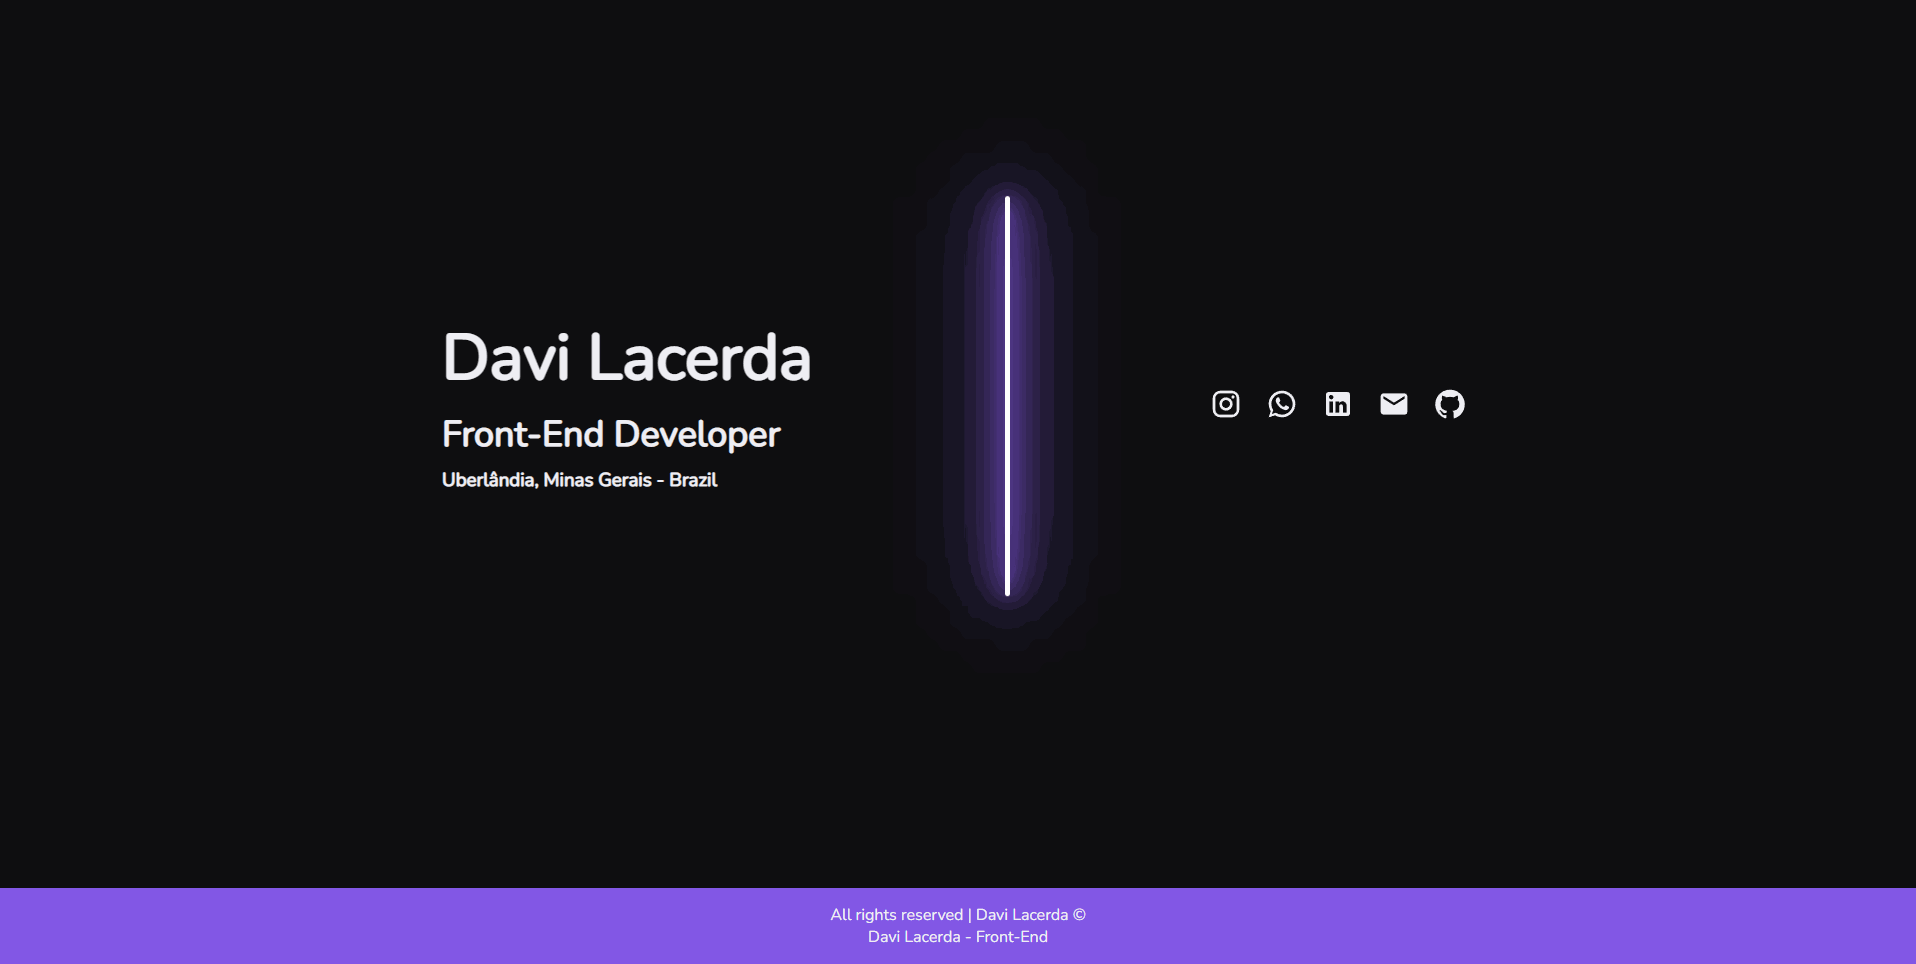 Davi Lacerda
Front-End Developer
Uberlândia, Minas Gerais - Brazil
All rights reserved | Davi Lacerda ©
Davi Lacerda - Front-End